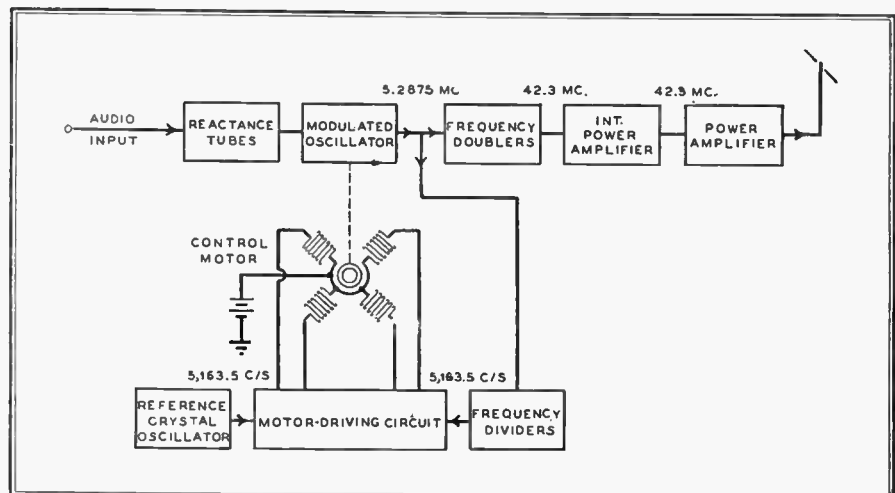 5.2875 MC.
42.3 MC.
42.3 MC.
AUDIO
INPUT
REACTANCE
TUBES
MODULATED
OSCILLATOR
FREQUENCY
DOUBLERS
INT.
POWER
AMPLIFIER
POWER
AMPLIFIER
CONTROL
MOTOR
5,163.5 C/S
5,163.5 C/S
REFERENCE
CRYSTAL
OSCILLATOR
MOTOR-DRIVING CIRCUIT
FREQUENCY
DIVIDERS